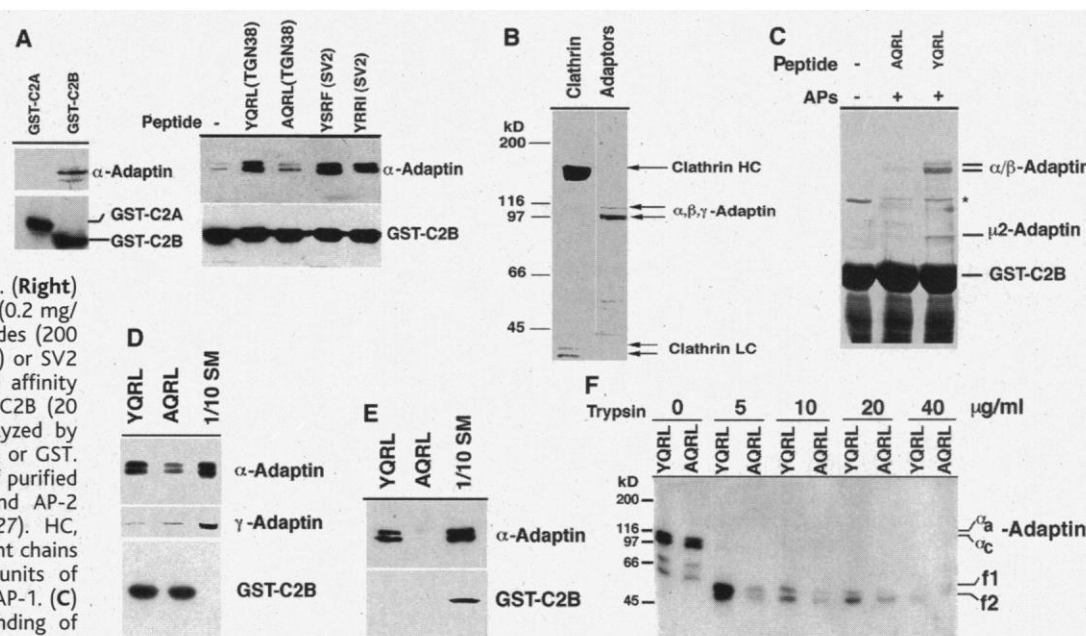 A
GST-C2A
GST-C2B
α-Adaptin
GST-C2A
GST-C2B
Peptide
-
YQRL(TGN38)
AQRL(TGN38)
YSRF (SV2)
YRRI (SV2)
α-Adaptin
GST-C2B
B
Clathrin
Adaptors
kD
200
116
97
66
45
Clathrin HC
α,β,γ-Adaptin
Clathrin LC
C
Peptide - AQRL YQRL
APs - + +
α/β-Adaptin
*
μ2-Adaptin
GST-C2B
. (Right)
(0.2 mg/
des (200
) or SV2
affinity
C2B (20
lyzed by
or GST.
f purified
nd AP-2
27). HC,
nt chains
units of
AP-1. (C)
nding of
D
YQRL
AQRL
1/10 SM
α-Adaptin
γ-Adaptin
GST-C2B
E
YQRL
AQRL
1/10 SM
α-Adaptin
GST-C2B
F
Trypsin 0 5 10 20 40 μg/ml
YQRL AQRL YQRL AQRL YQRL AQRL YQRL AQRL YQRL AQRL
kD
200
116
97
66
45
αa
αc
-Adaptin
f1
f2